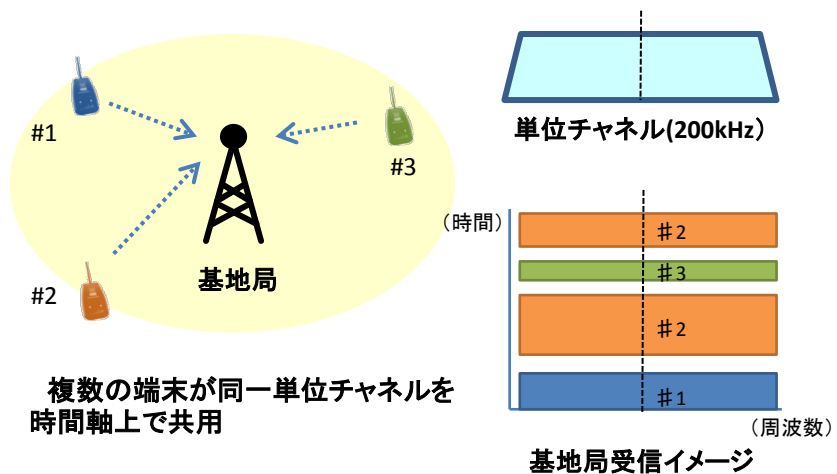 #1
#2
#3
基地局
複数の端末が同一単位チャネルを
時間軸上で共用
単位チャネル(200kHz)
(時間)
#2
#3
#2
#1
(周波数)
基地局受信イメージ